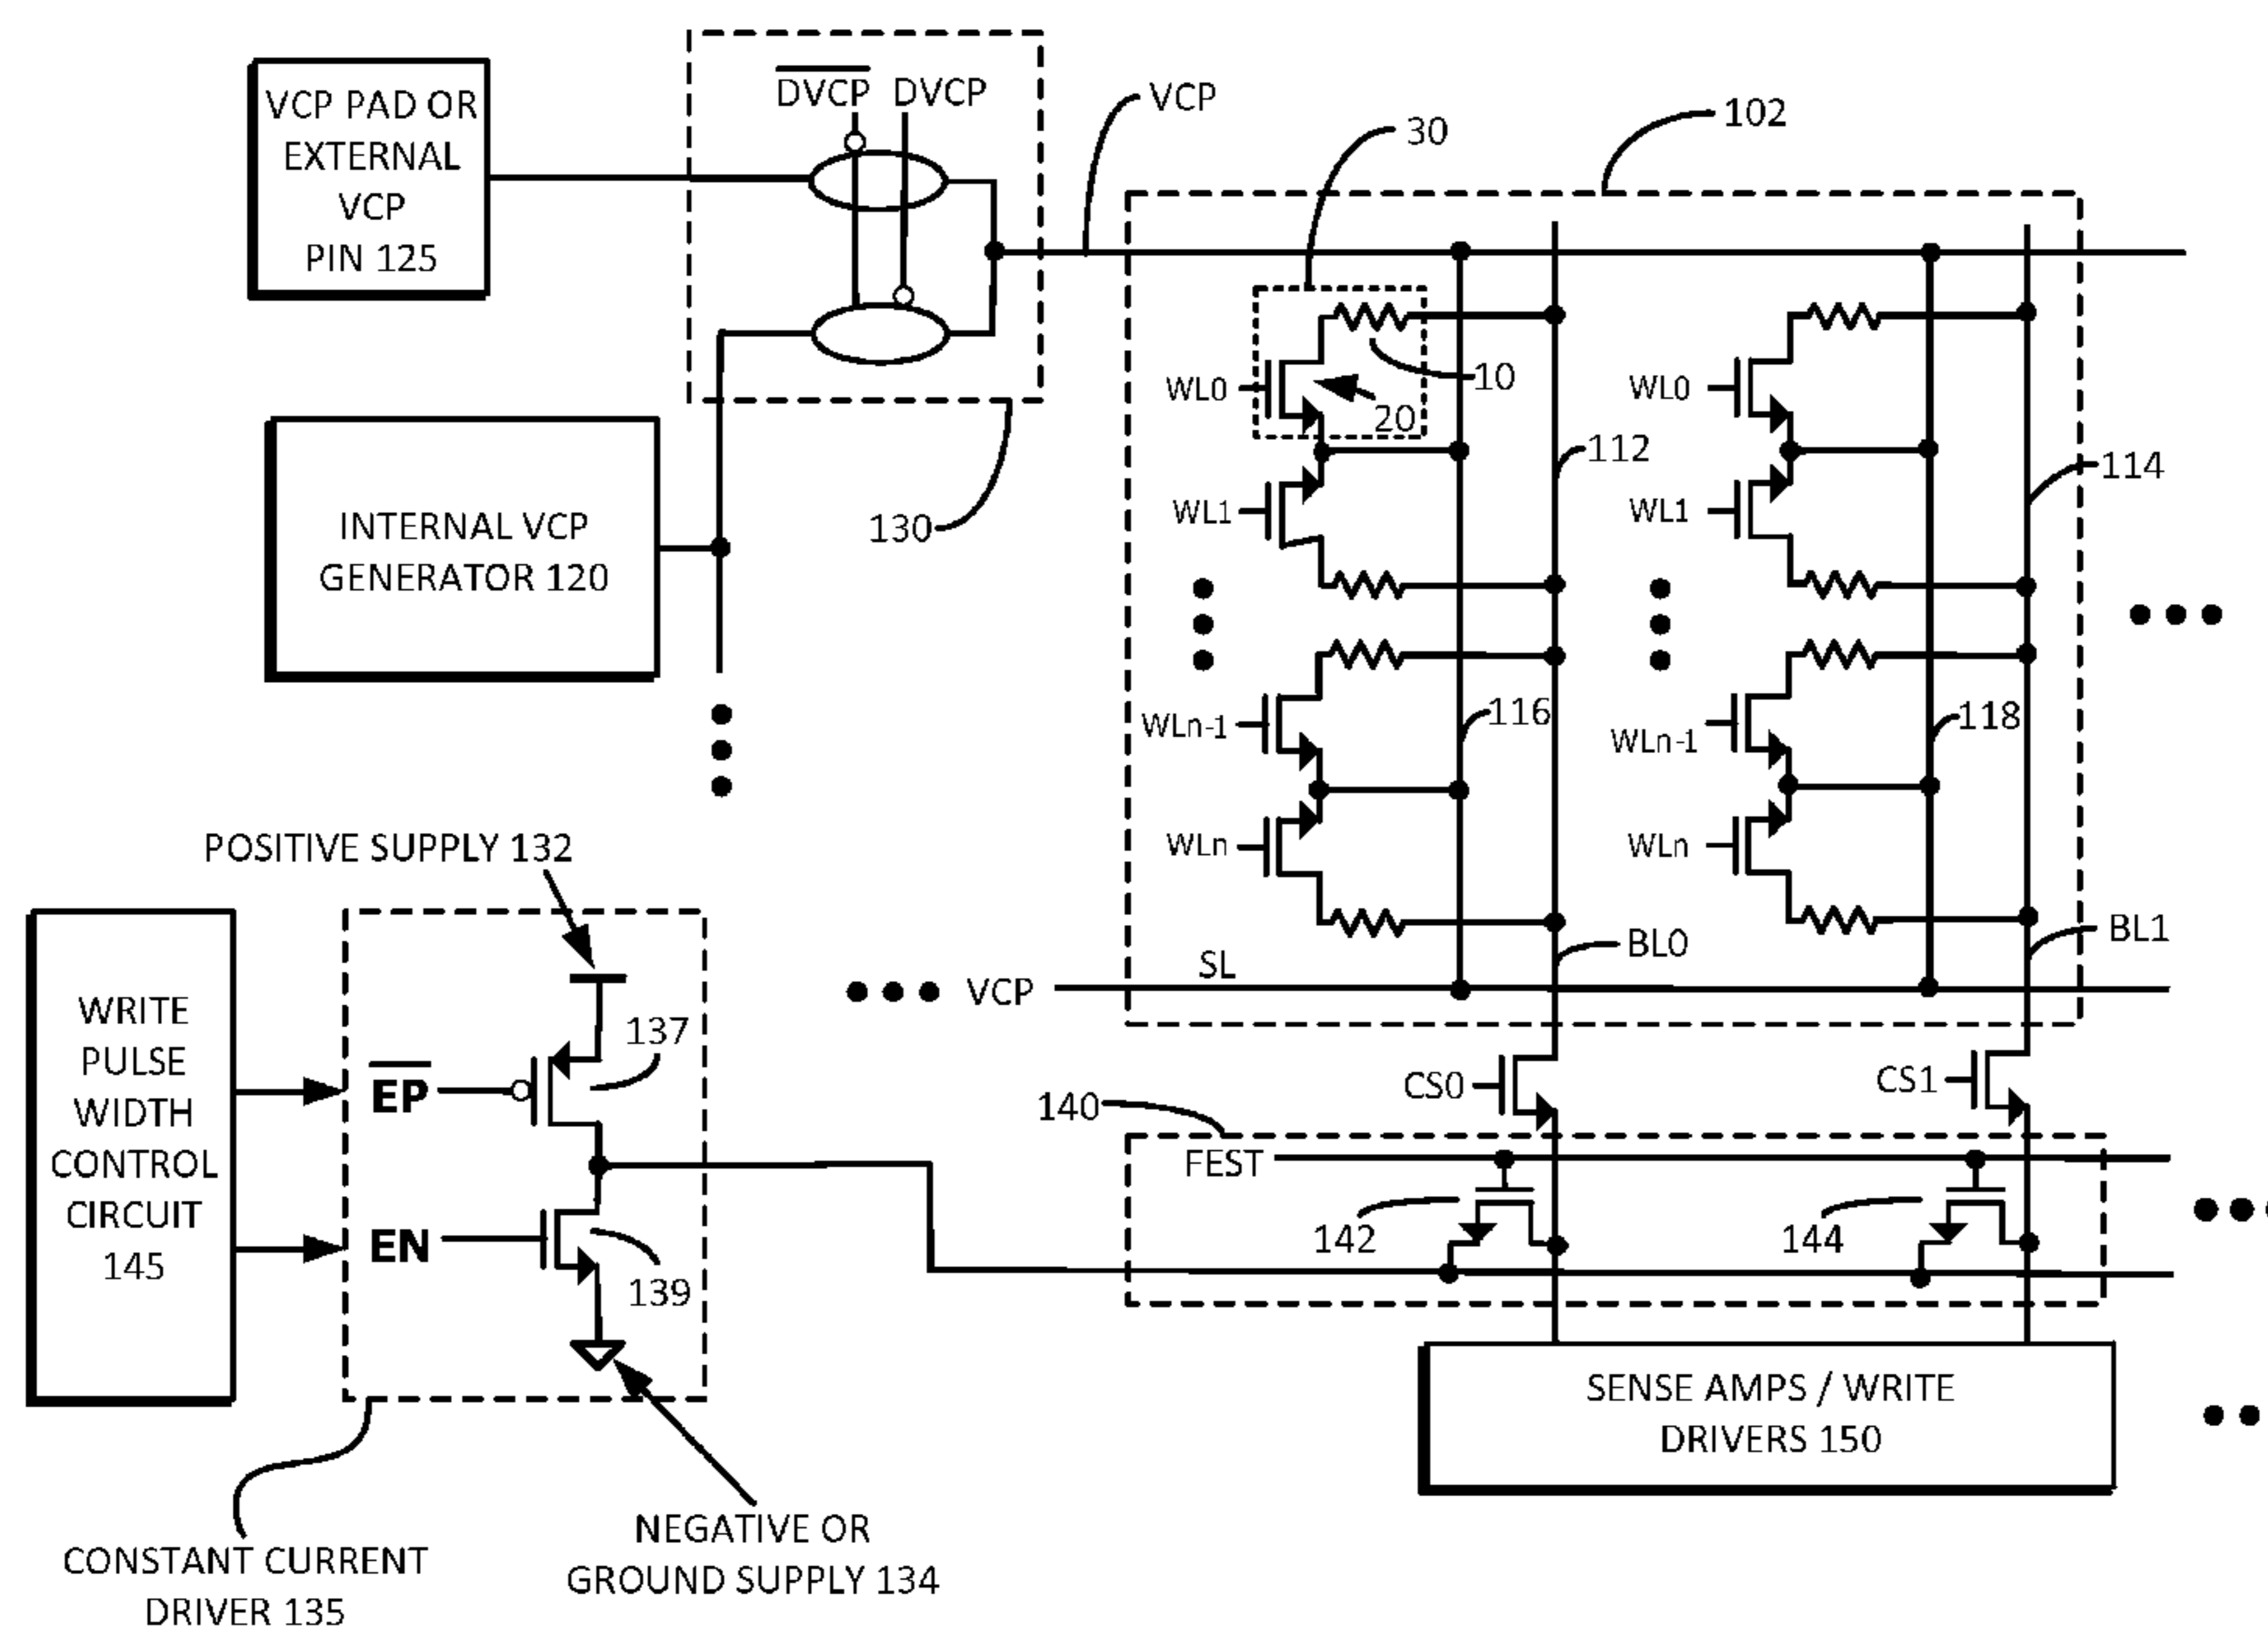 DVCP DVCP
VCP PAD OR
EXTERNAL
VCP
PIN 125
VCP
30
102
10
20
WL0
WL0
112
114
WL1
WL1
130
INTERNAL VCP
GENERATOR 120
116
118
WLn-1
WLn-1
WLn
WLn
POSITIVE SUPPLY 132
BL0
BL1
SL
VCP
WRITE
PULSE
WIDTH
CONTROL
CIRCUIT
145
137
EP
EN
139
CS0
CS1
140
FEST
142
144
SENSE AMPS / WRITE
DRIVERS 150
NEGATIVE OR
GROUND SUPPLY 134
CONSTANT CURRENT
DRIVER 135